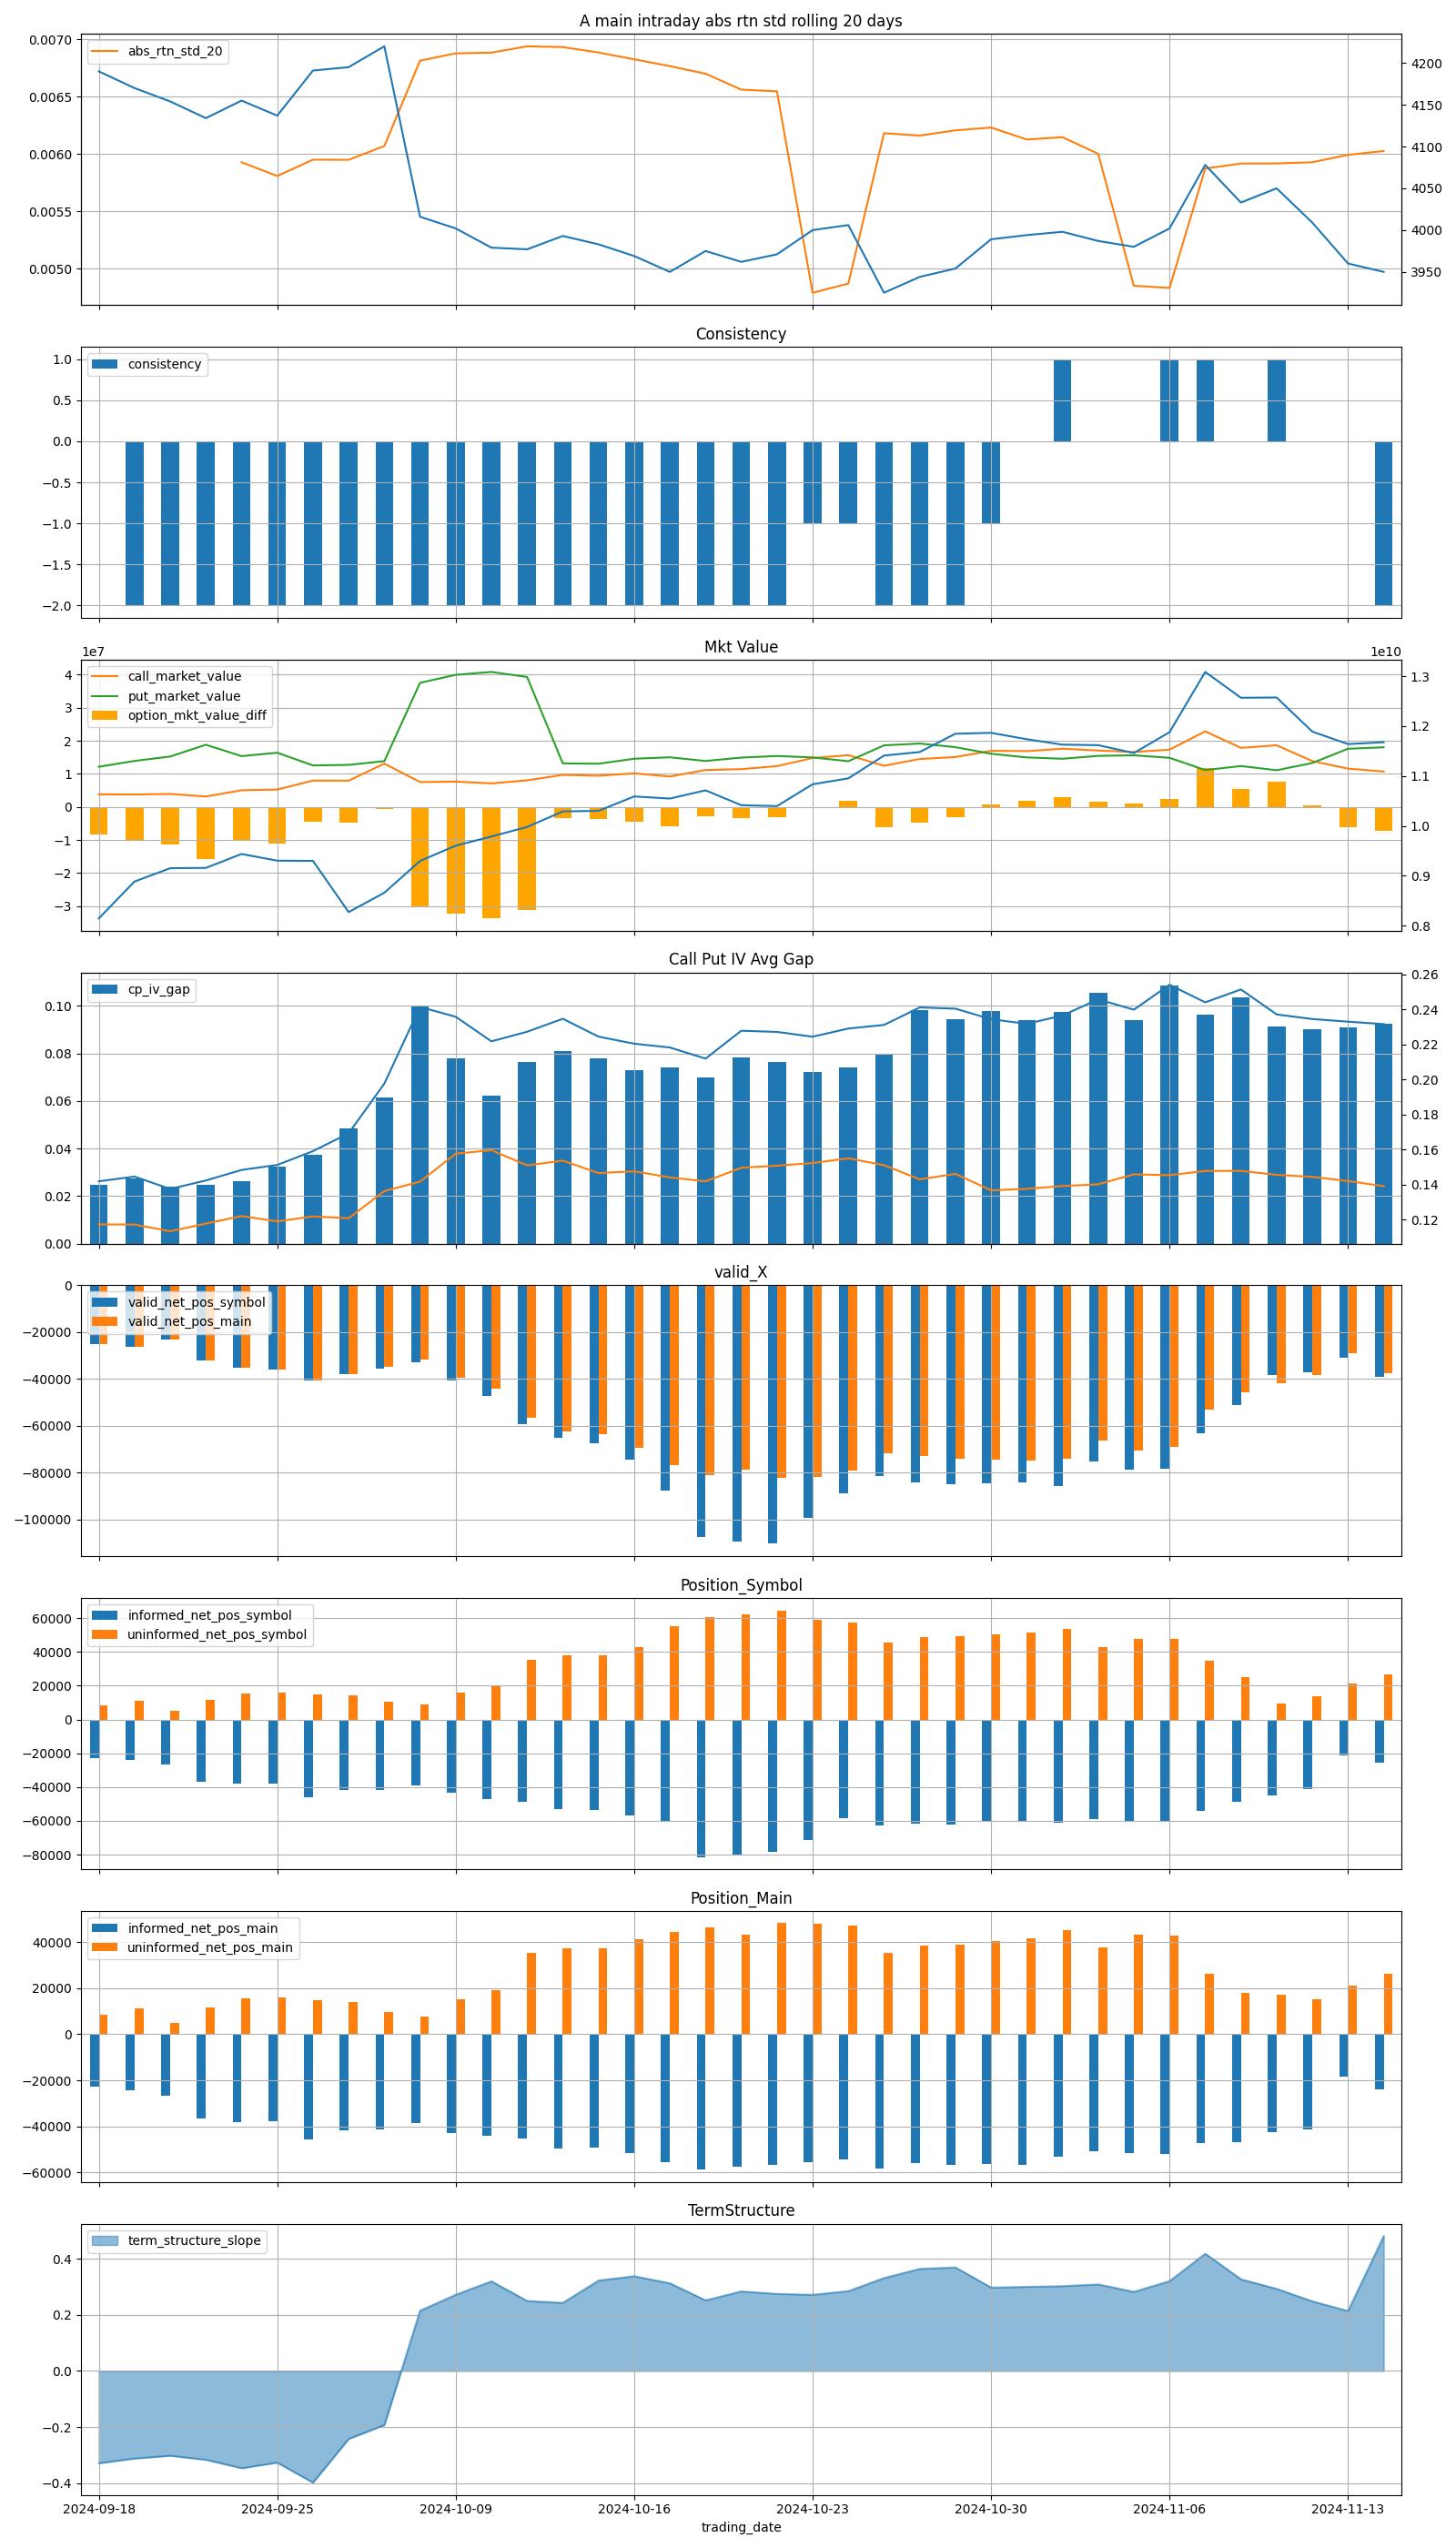 A main intraday abs rtn std rolling 20 days
abs_rtn_std_20
0.0070
0.0065
0.0060
0.0055
0.0050
4200
4150
4100
4050
4000
3950
Consistency
consistency
1.0
0.5
0.0
−0.5
−1.0
−1.5
−2.0
Mkt Value
1e7
1e10
call_market_value
put_market_value
option_mkt_value_diff
4
3
2
1
0
−1
−2
−3
1.3
1.2
1.1
1.0
0.9
0.8
Call Put IV Avg Gap
cp_iv_gap
0.10
0.08
0.06
0.04
0.02
0.00
0.26
0.24
0.22
0.20
0.18
0.16
0.14
0.12
valid_X
valid_net_pos_symbol
valid_net_pos_main
0
−20000
−40000
−60000
−80000
−100000
Position_Symbol
informed_net_pos_symbol
uninformed_net_pos_symbol
60000
40000
20000
0
−20000
−40000
−60000
−80000
Position_Main
informed_net_pos_main
uninformed_net_pos_main
40000
20000
0
−20000
−40000
−60000
TermStructure
term_structure_slope
0.4
0.2
0.0
−0.2
−0.4
2024-09-18 2024-09-25 2024-10-09 2024-10-16 2024-10-23 2024-10-30 2024-11-06 2024-11-13
trading_date